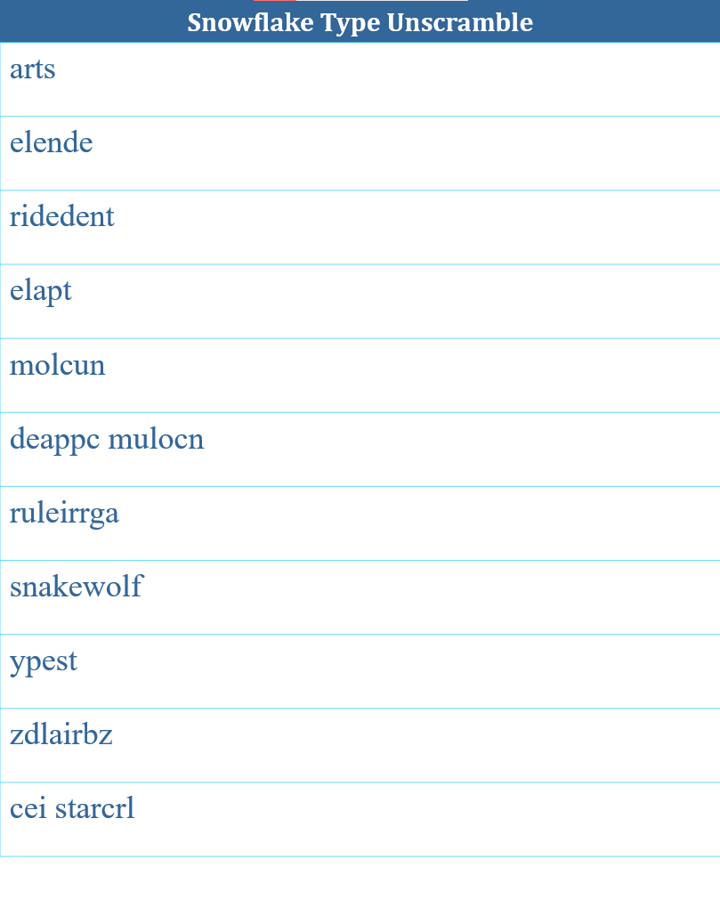 Snowflake Type Unscramble
arts
elende
ridedent
elapt
molcun
deappc mulocn
ruleirrga
snakewolf
ypest
zdlairbz
cei starcrl